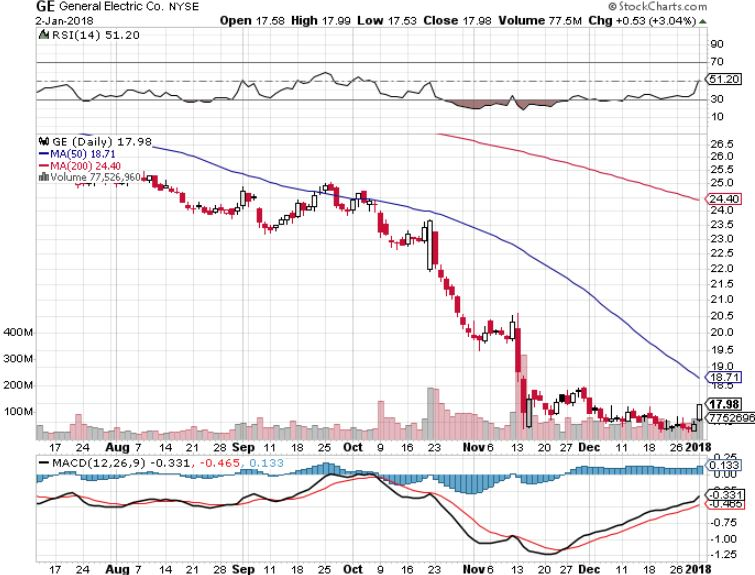 GE General Electric Co. NYSE © StockCharts.com
2-Jan-2018 Open 17.58 High 17.99 Low 17.53 Close 17.98 Volume 77.5M Chg +0.53 (+3.04%)
RSI(14) 51.20
90
70
51.20
30
10
GE (Daily) 17.98
MA(50) 18.71
MA(200) 24.40
Volume 77,526,960
26.5
26.0
25.5
25.0
24.40
24.0
23.5
23.0
22.5
22.0
21.5
21.0
20.5
20.0
19.5
19.0
18.71
18.5
17.98
77526960
400M
300M
200M
100M
17 24 Aug 7 14 21 28 Sep 11 18 25 Oct 9 16 23 Nov 6 13 20 27 Dec 11 18 26 2018
MACD(12,26,9) -0.331, -0.465, 0.133
0.25
0.133
0.00
-0.331
-0.465
-0.75
-1.00
-1.25
17 24 Aug 7 14 21 28 Sep 11 18 25 Oct 9 16 23 Nov 6 13 20 27 Dec 11 18 26 2018